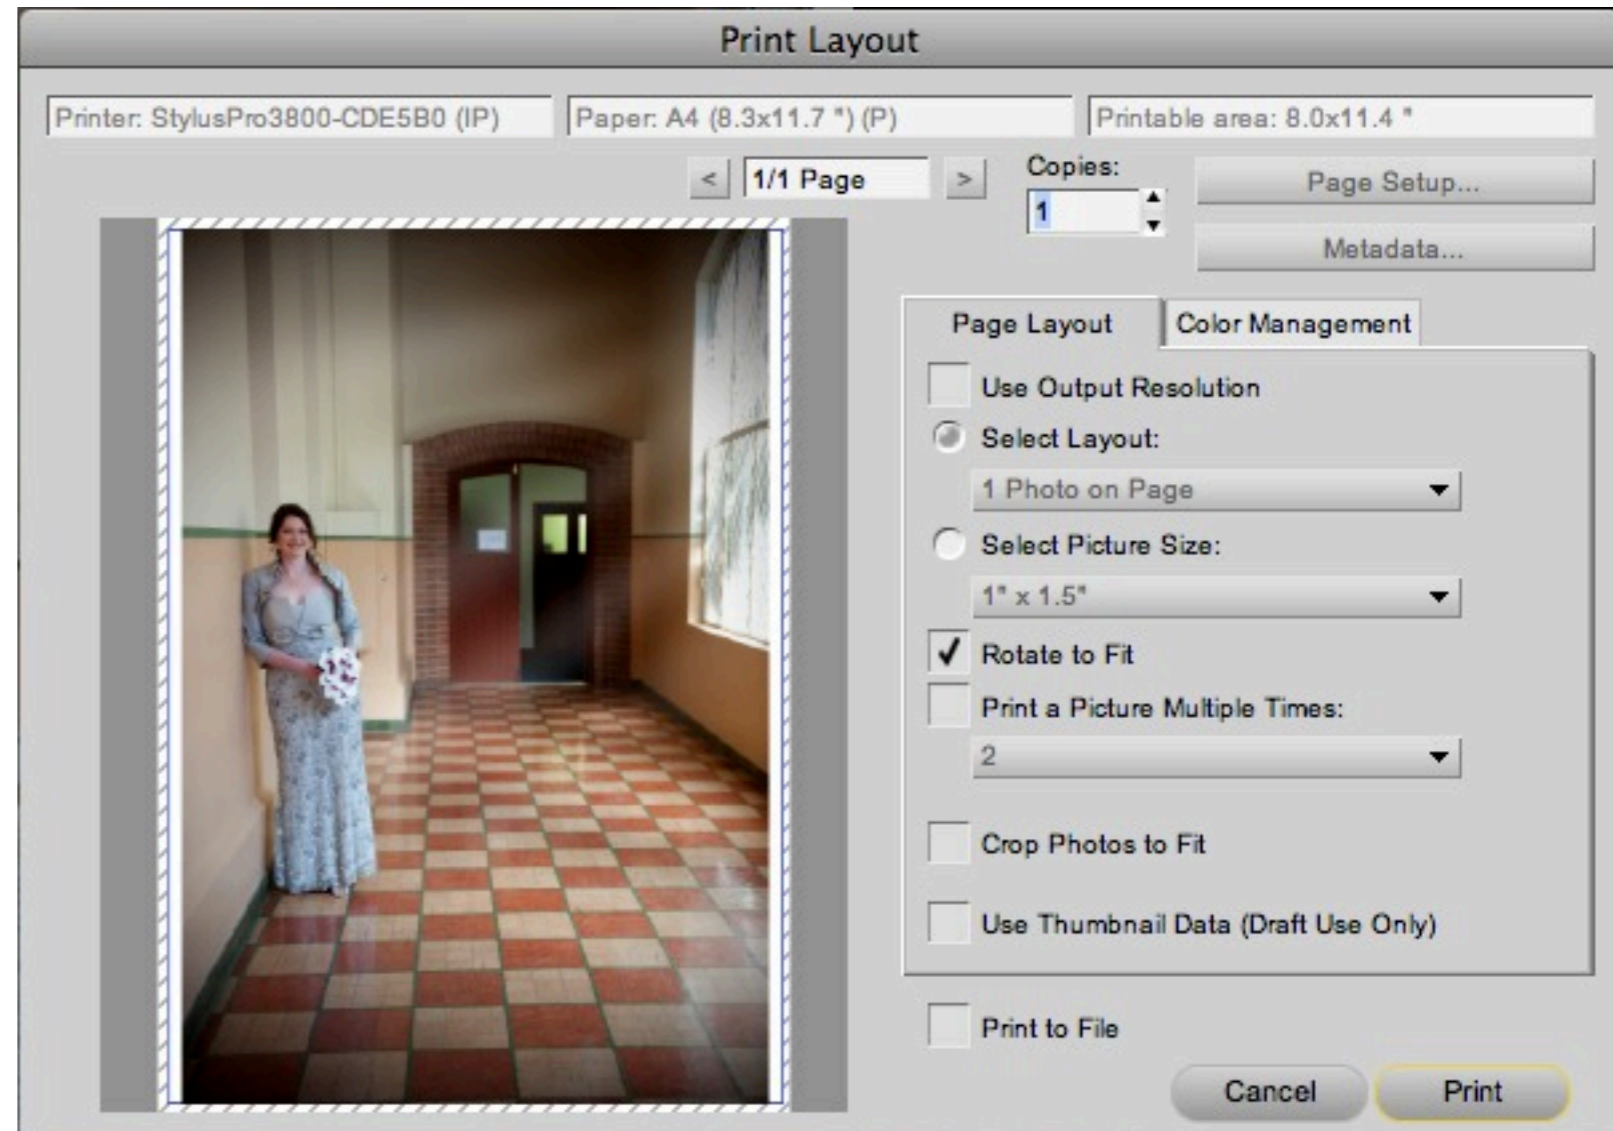 Print Layout
Printer: StylusPro3800-CDE5B0 (IP)
Paper: A4 (8.3x11.7 ") (P)
Printable area: 8.0x11.4 "
< 1/1 Page >
Copies:
1
Page Setup...
Metadata...
Page Layout
Color Management
Use Output Resolution
Select Layout:
1 Photo on Page
Select Picture Size:
1" x 1.5"
Rotate to Fit
Print a Picture Multiple Times:
2
Crop Photos to Fit
Use Thumbnail Data (Draft Use Only)
Print to File
Cancel
Print